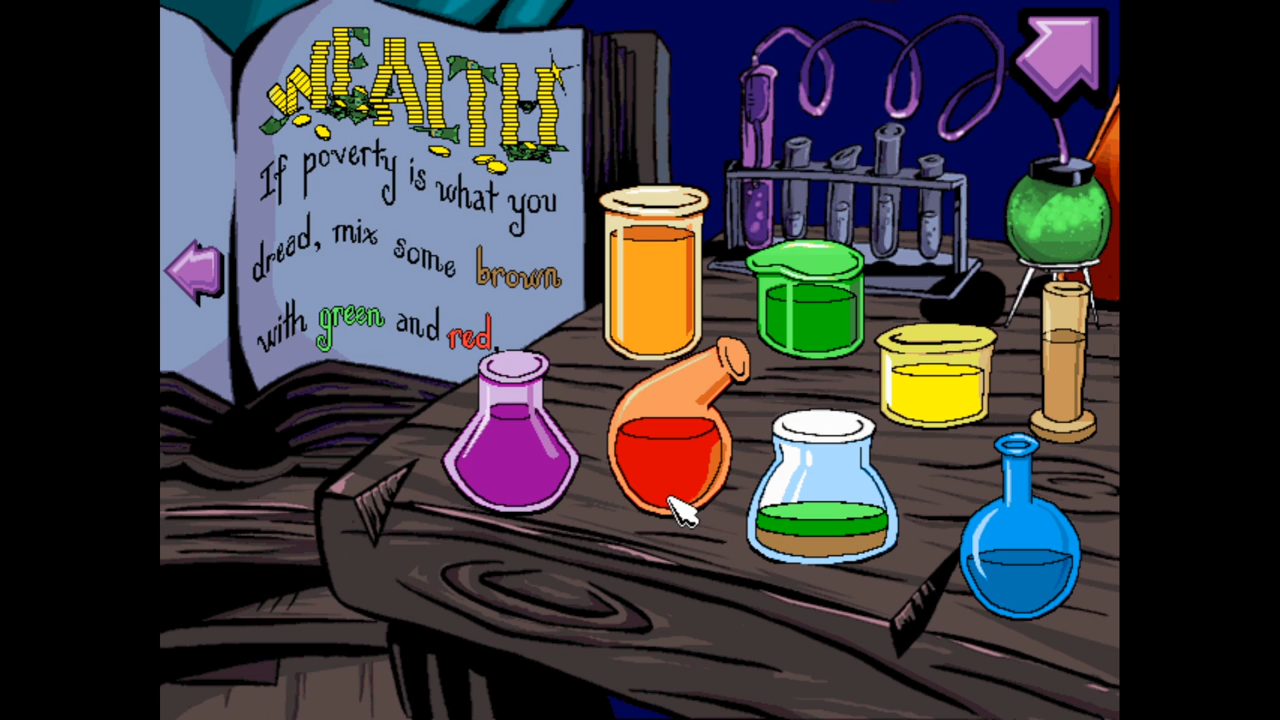 WEALTH
If poverty is what you
dread, mix some brown
with green and red.